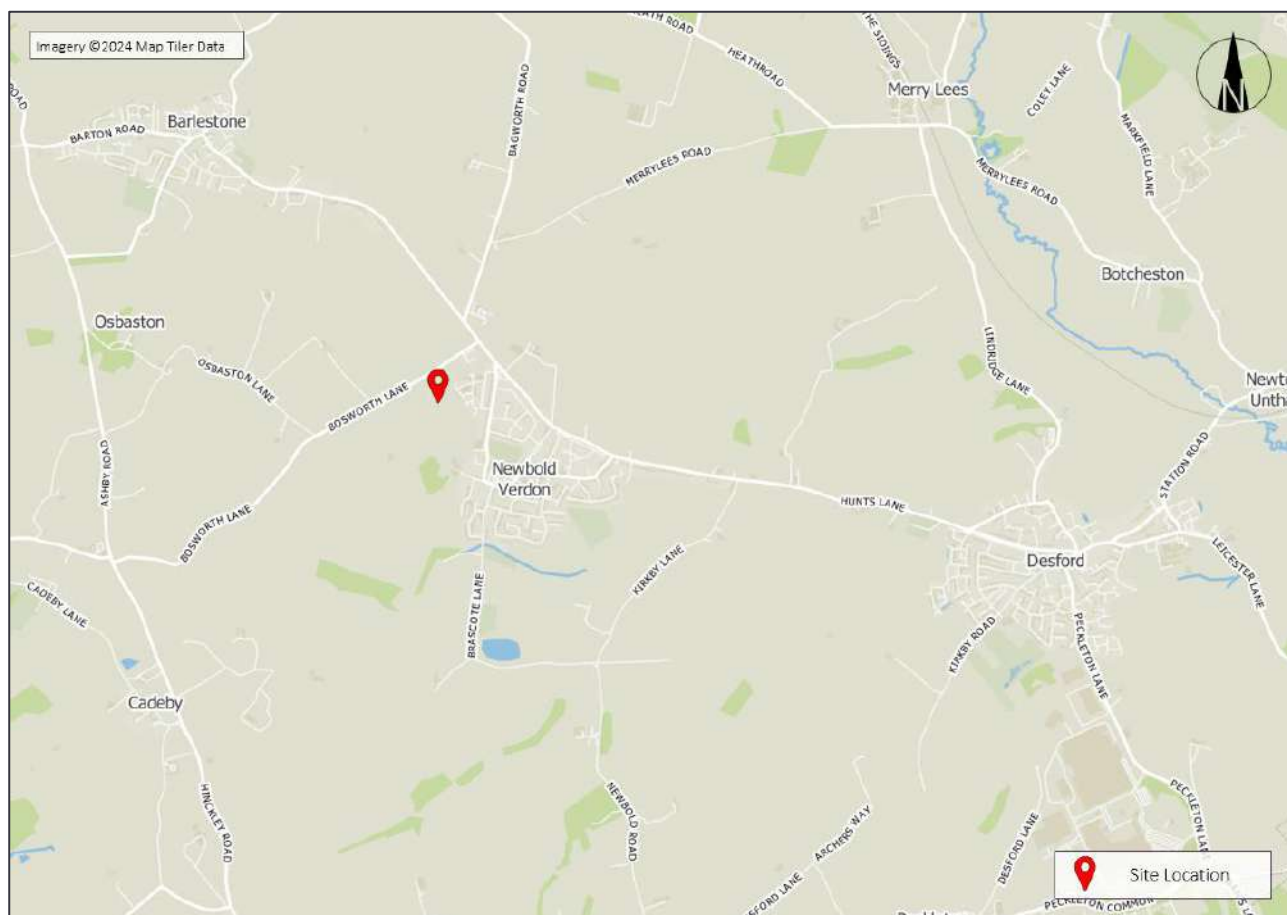 Imagery ©2024 Map Tiler Data
HEATHROAD
THE SIDINGS
Merry Lees
COLEY LANE
N
MARKFIELD LANE
ROAD
BARTON ROAD
Barlestone
BAGWORTH ROAD
MERRYLEES ROAD
MERRYLEES ROAD
Botcheston
Osbaston
OSBASTON LANE
BOSWORTH LANE
LINDRIDGE LANE
ASHBY ROAD
Newbold
Verdon
STATION ROAD
HUNTS LANE
BOSWORTH LANE
Desford
LEICESTER LANE
CADEBY LANE
BRASCOTE LANE
KIRKBY LANE
KIRKBY ROAD
PECKLETON LANE
Cadeby
HINCKLEY ROAD
NEWBOLD ROAD
ARCHERS WAY
DESFORD LANE
PECKLETON LANE
Site Location
PECKLETON COMMON